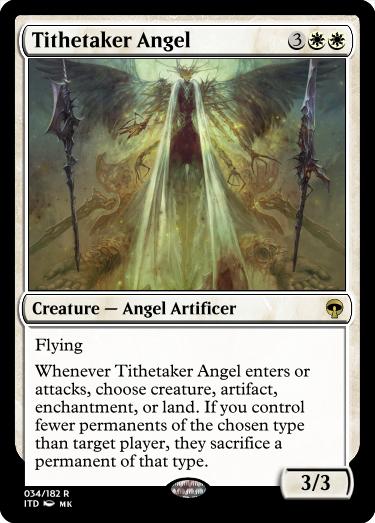 Tithetaker Angel 3
Creature — Angel Artificer
Flying
Whenever Tithetaker Angel enters or
attacks, choose creature, artifact,
enchantment, or land. If you control
fewer permanents of the chosen type
than target player, they sacrifice a
permanent of that type.
3/3
034/182 R
ITD MK